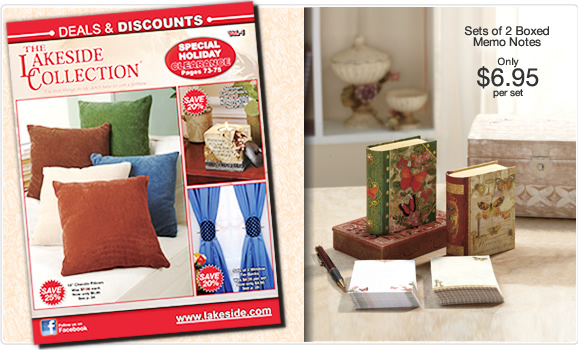 DEALS & DISCOUNTS
THE
LAKESIDE
COLLECTION
SPECIAL
HOLIDAY
CLEARANCE
Pages 73-75
SAVE
20%
SAVE
25%
SAVE
20%
Follow us on
Facebook
www.lakeside.com
Sets of 2 Boxed
Memo Notes
Only
$6.95
per set